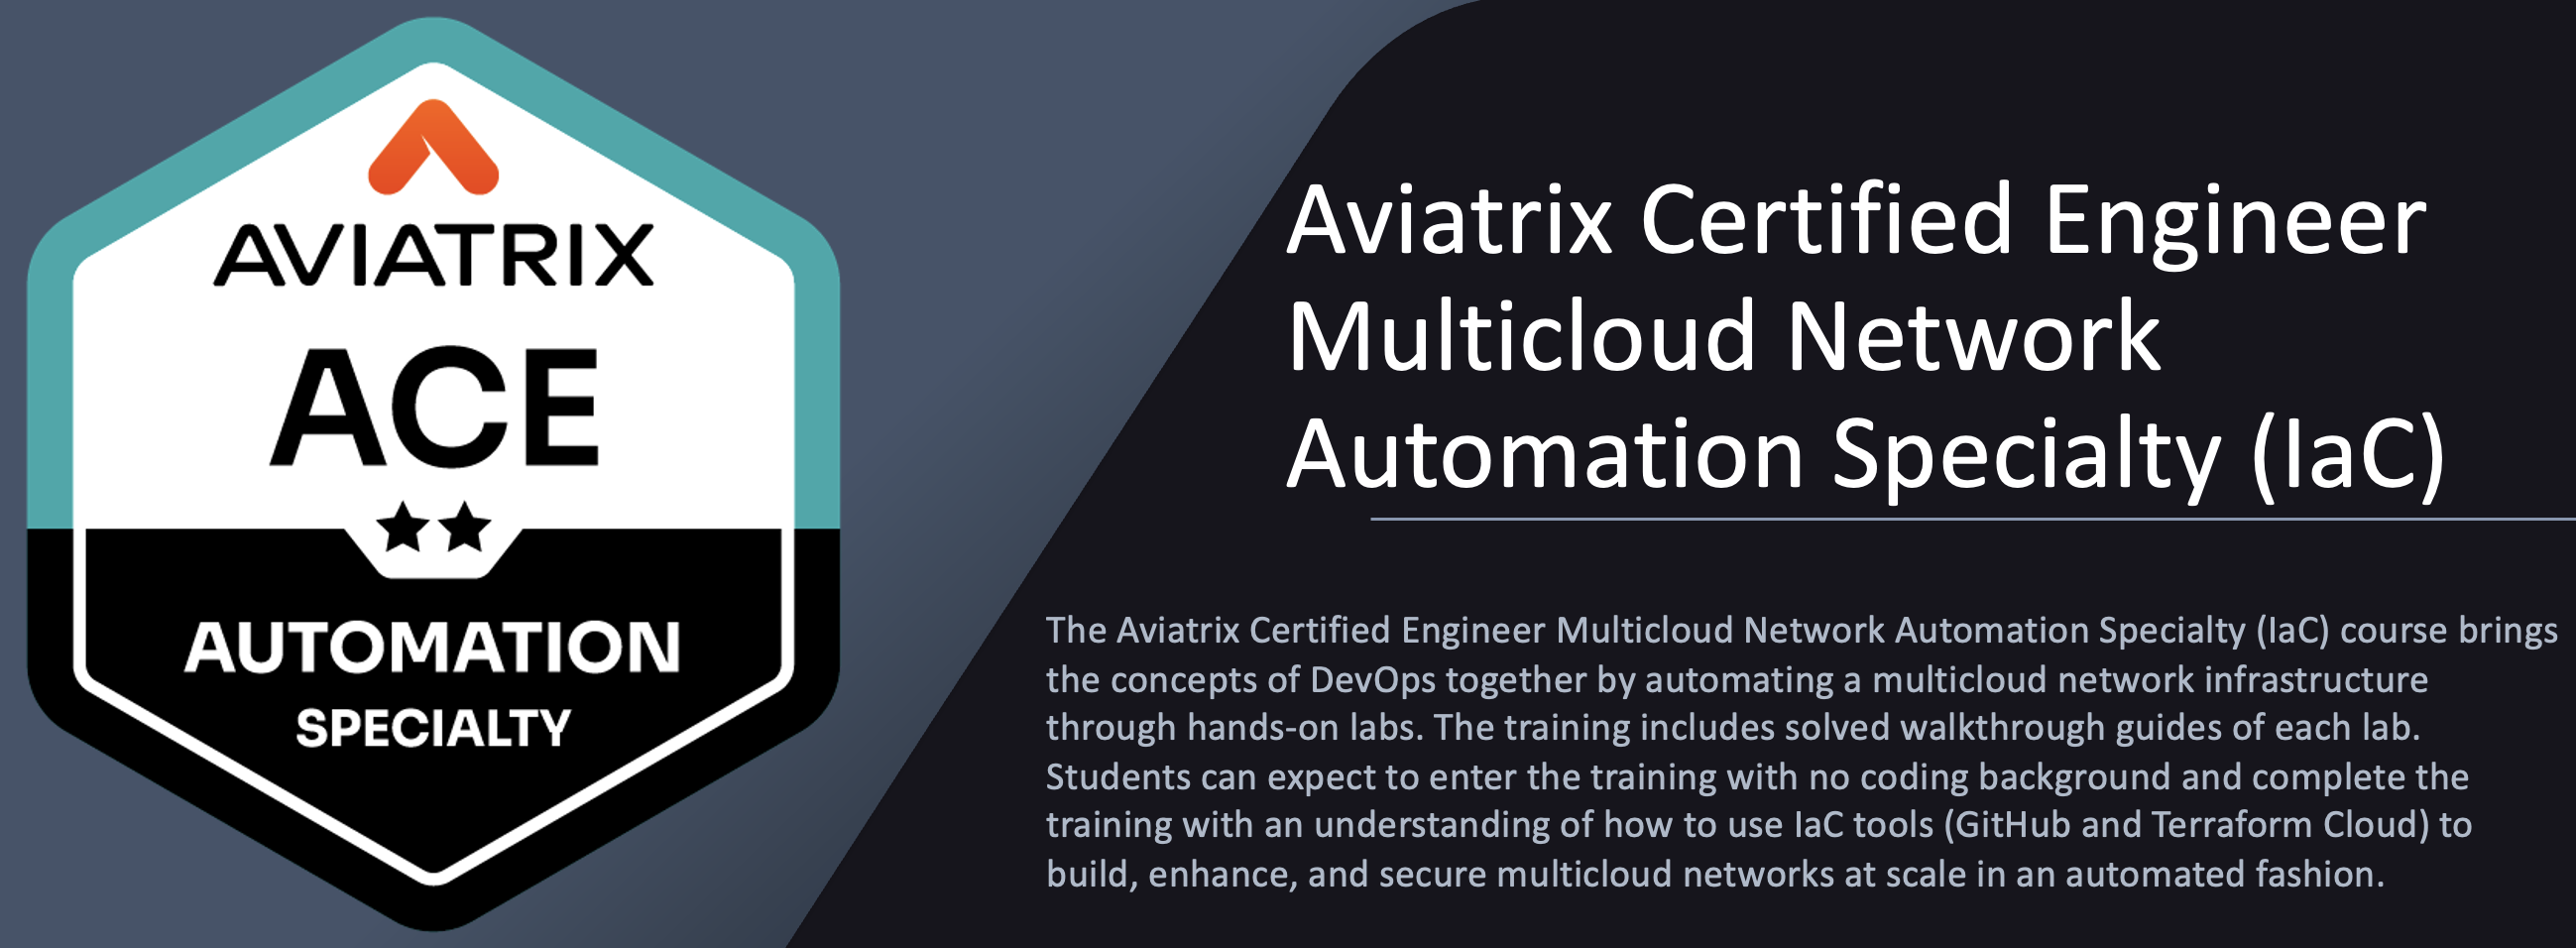 AVIATRIX
ACE
AUTOMATION
SPECIALTY
Aviatrix Certified Engineer
Multicloud Network
Automation Specialty (IaC)
The Aviatrix Certified Engineer Multicloud Network Automation Specialty (IaC) course brings
the concepts of DevOps together by automating a multicloud network infrastructure
through hands-on labs. The training includes solved walkthrough guides of each lab.
Students can expect to enter the training with no coding background and complete the
training with an understanding of how to use IaC tools (GitHub and Terraform Cloud) to
build, enhance, and secure multicloud networks at scale in an automated fashion.